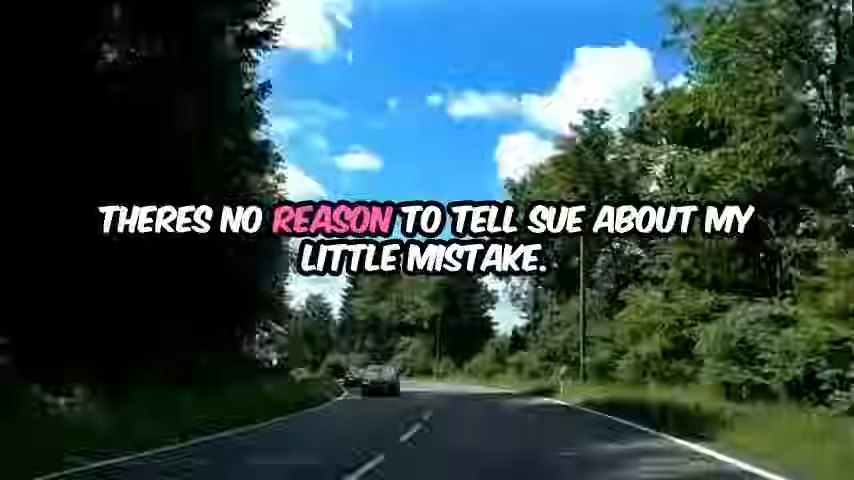 THERES NO REASON TO TELL SUE ABOUT MY
LITTLE MISTAKE.